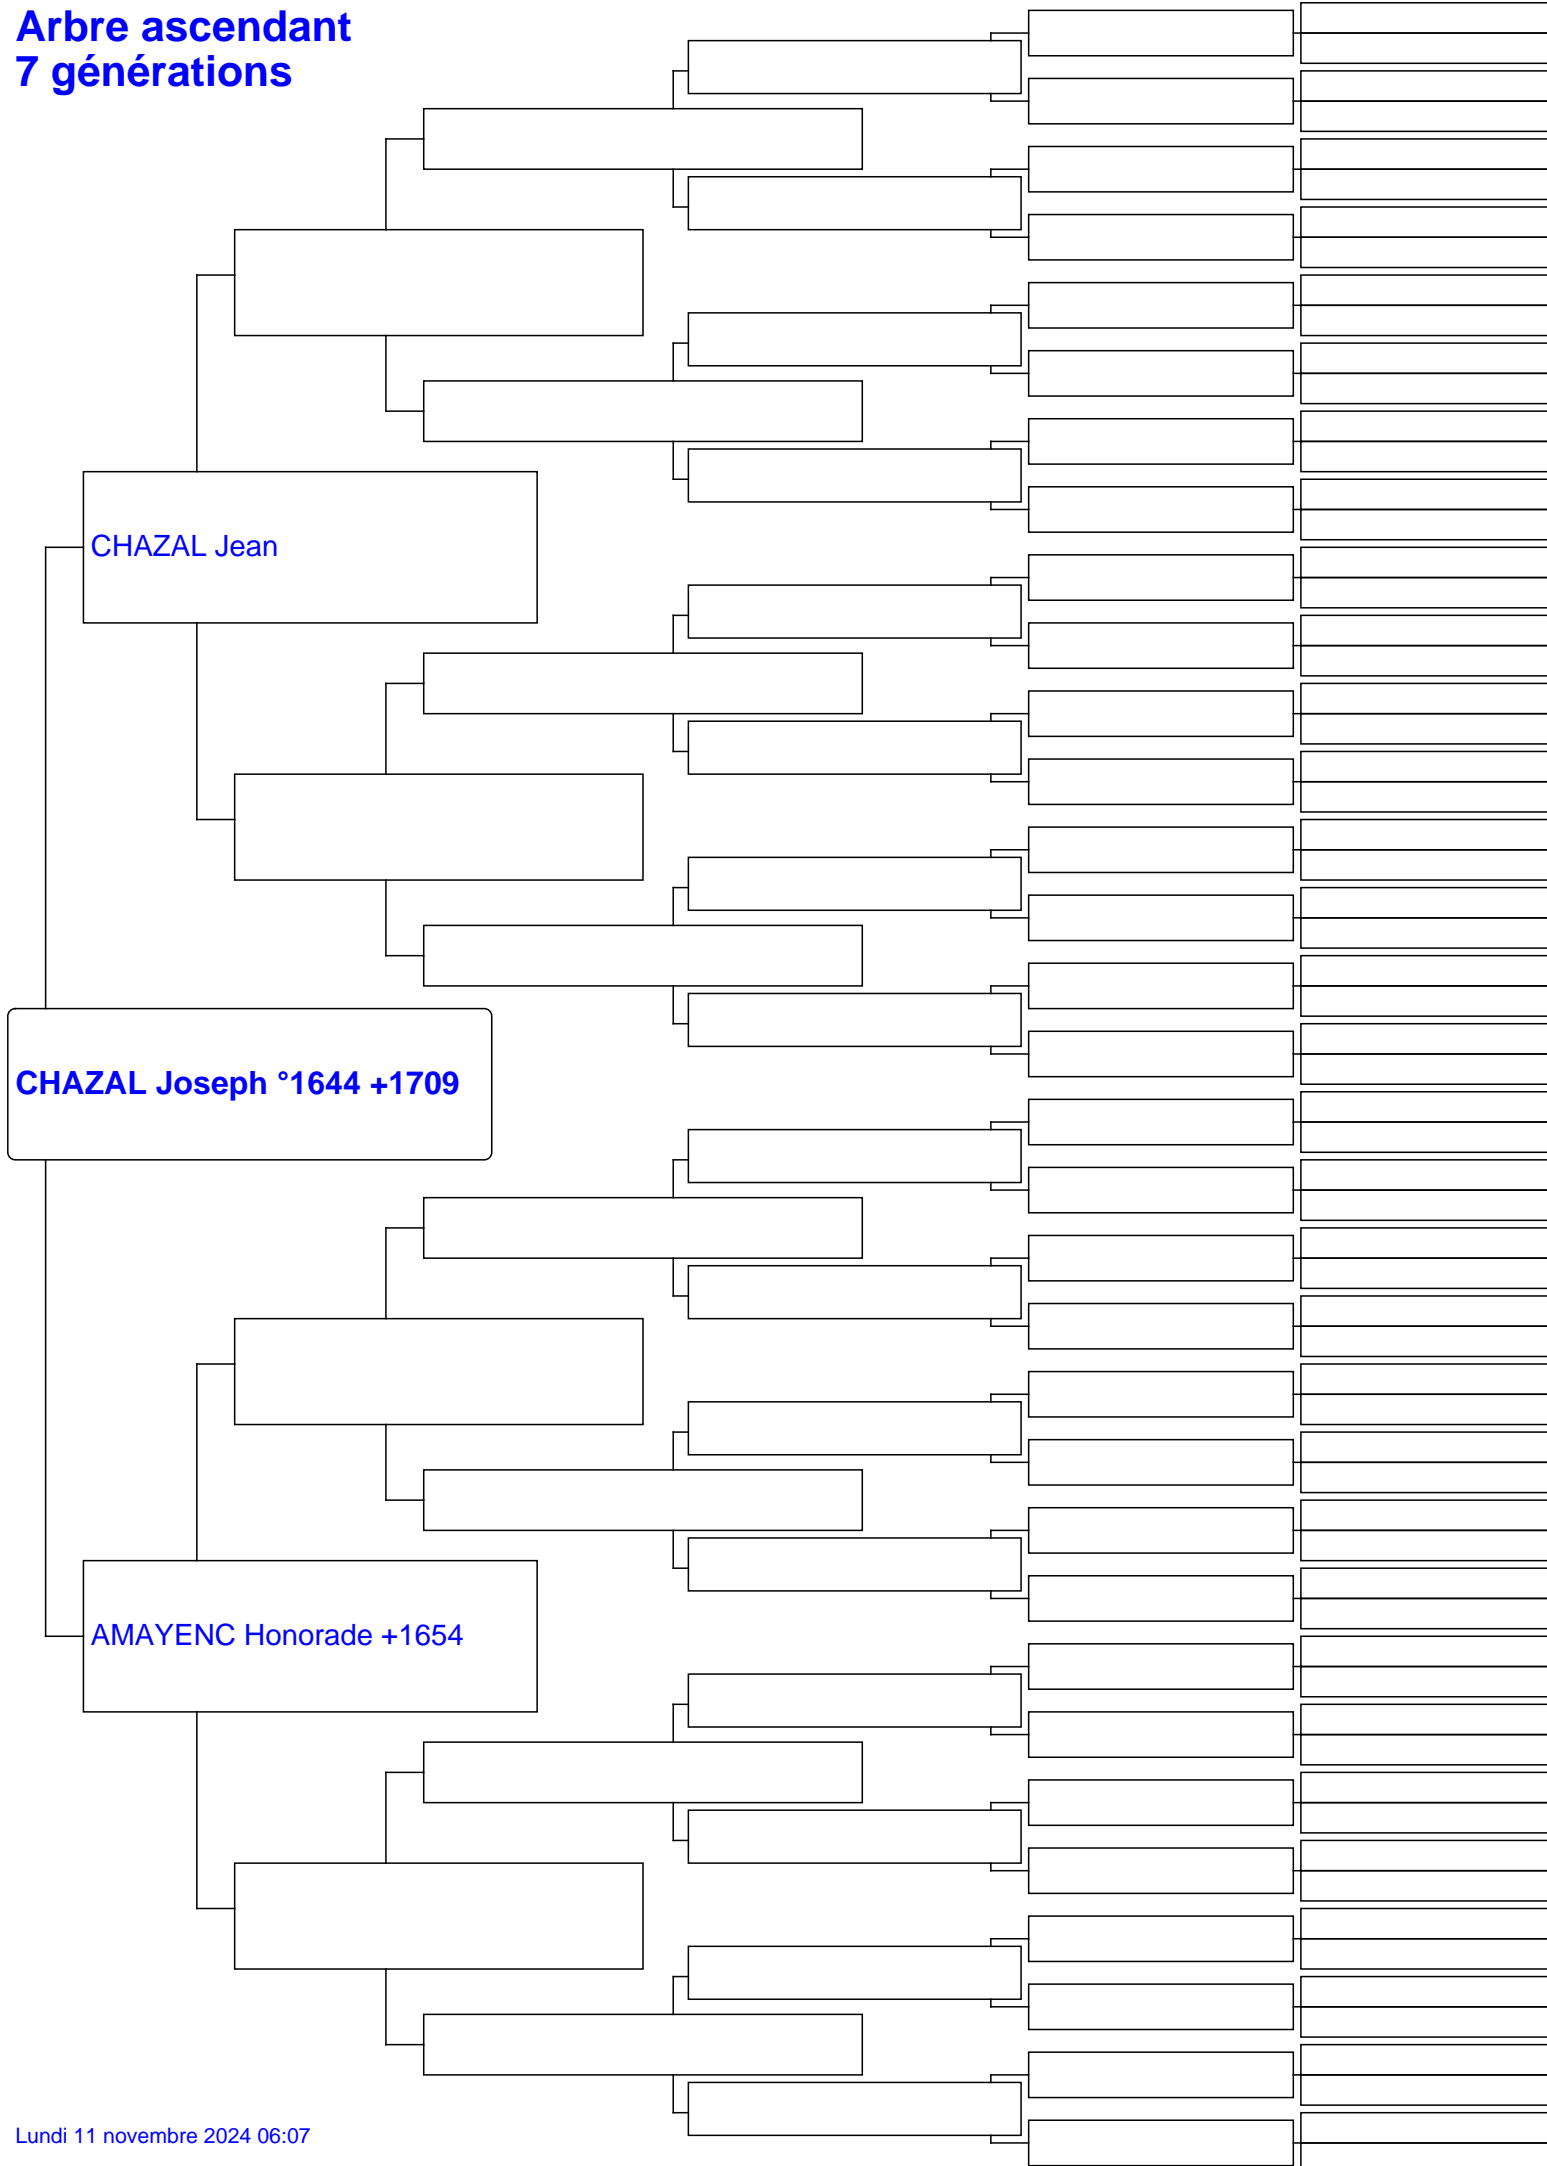 Arbre ascendant
7 générations
CHAZAL Jean
CHAZAL Joseph °1644 +1709
AMAYENC Honorade +1654
Lundi 11 novembre 2024 06:07